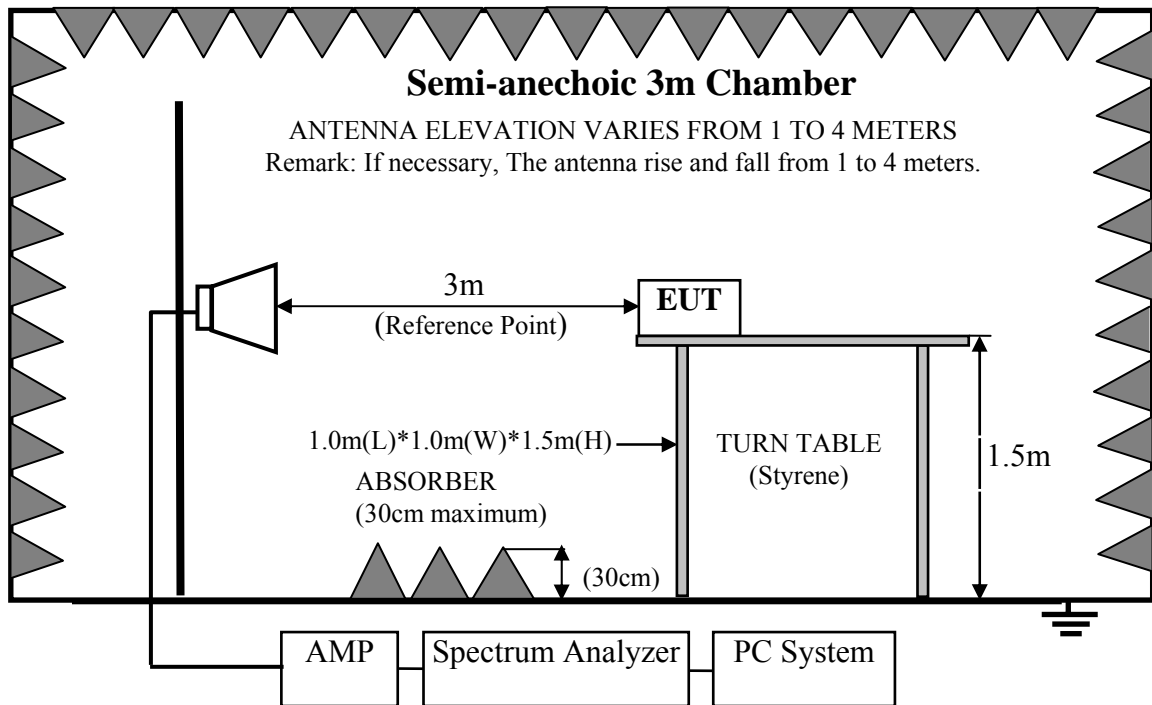 Semi-anechoic 3m Chamber
ANTENNA ELEVATION VARIES FROM 1 TO 4 METERS
Remark: If necessary, The antenna rise and fall from 1 to 4 meters.
3m
(Reference Point)
EUT
1.0m(L)*1.0m(W)*1.5m(H)
TURN TABLE
(Styrene)
1.5m
ABSORBER
(30cm maximum)
(30cm)
AMP
Spectrum Analyzer
PC System